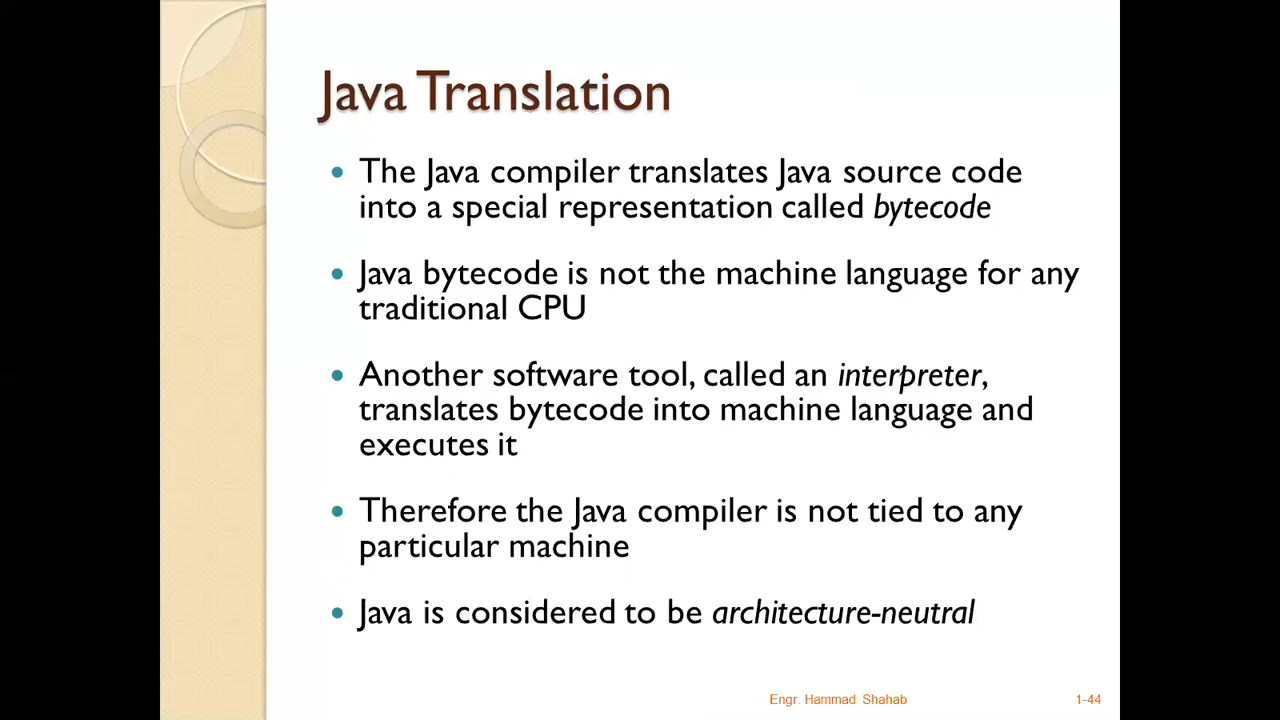 Java Translation
• The Java compiler translates Java source code
into a special representation called bytecode
• Java bytecode is not the machine language for any
traditional CPU
• Another software tool, called an interpreter,
translates bytecode into machine language and
executes it
• Therefore the Java compiler is not tied to any
particular machine
• Java is considered to be architecture-neutral
Engr. Hammad Shahab 1-44